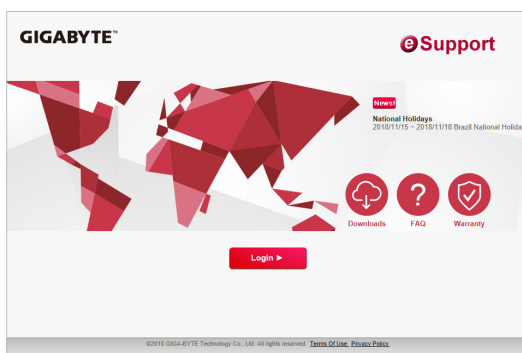 GIGABYTE™
eSupport
News!
National Holidays
2018/11/15 ~ 2018/11/18 Brazil National Holida
Downloads FAQ Warranty
Login ►
©2018 GIGA-BYTE Technology Co., Ltd. All rights reserved. Terms Of Use Privacy Policy